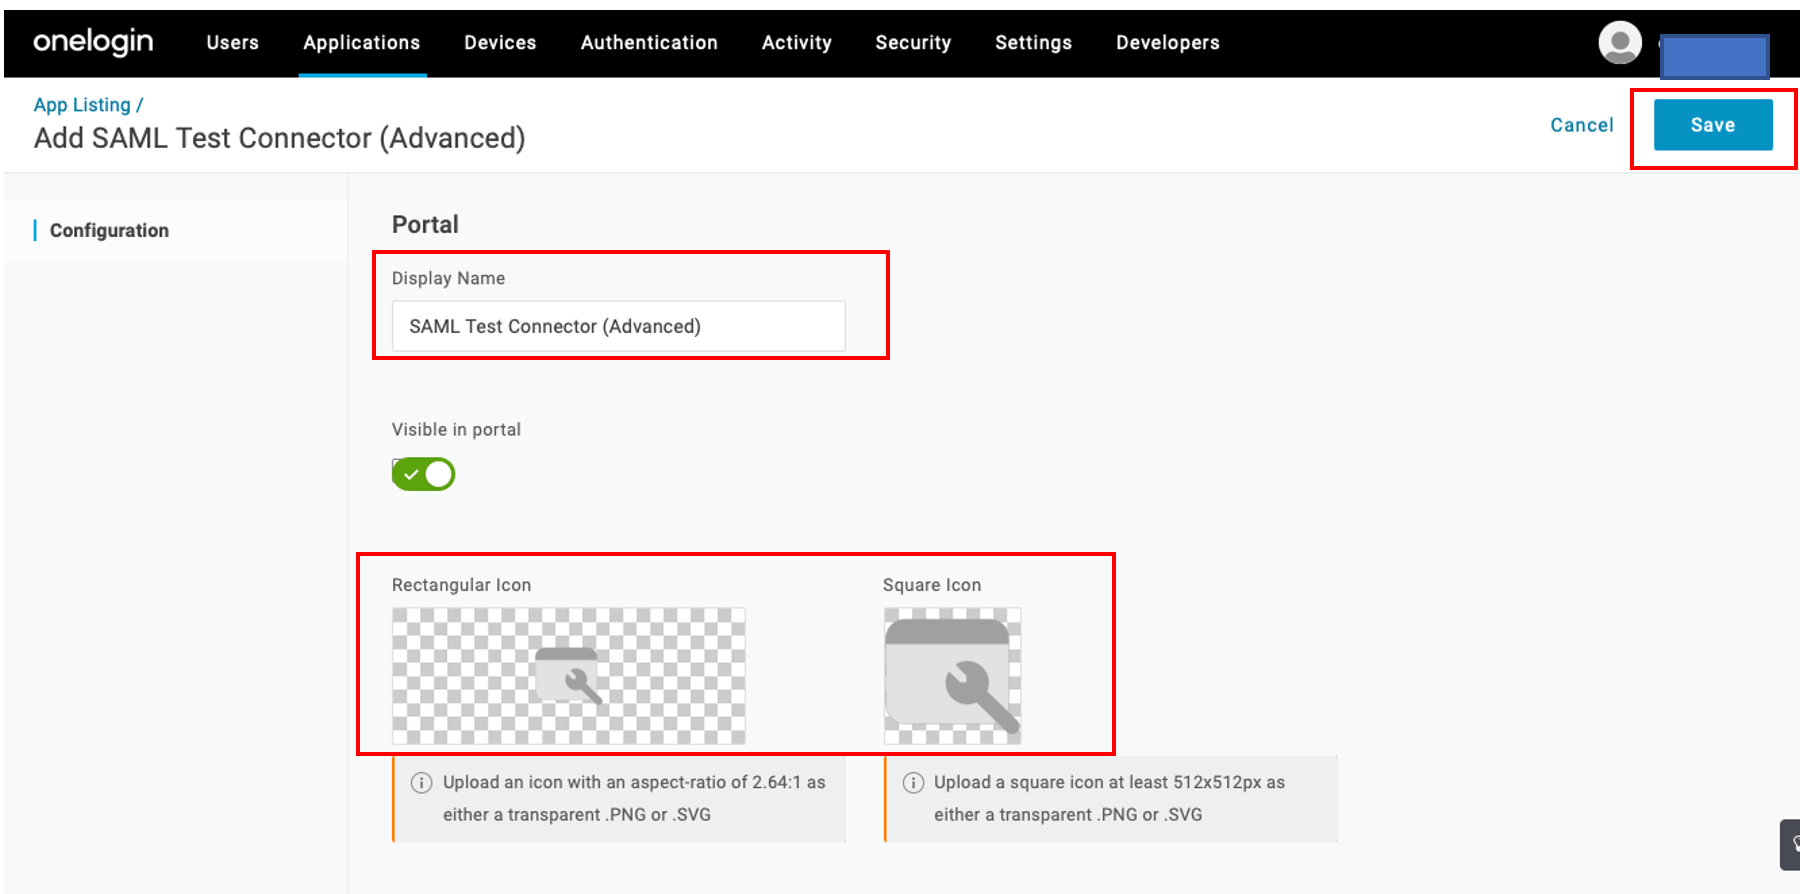 onelogin Users Applications Devices Authentication Activity Security Settings Developers
App Listing /
Add SAML Test Connector (Advanced)
Cancel Save
Configuration
Portal
Display Name
SAML Test Connector (Advanced)
Visible in portal
Rectangular Icon
Square Icon
Upload an icon with an aspect-ratio of 2.64:1 as
either a transparent .PNG or .SVG
Upload a square icon at least 512x512px as
either a transparent .PNG or .SVG